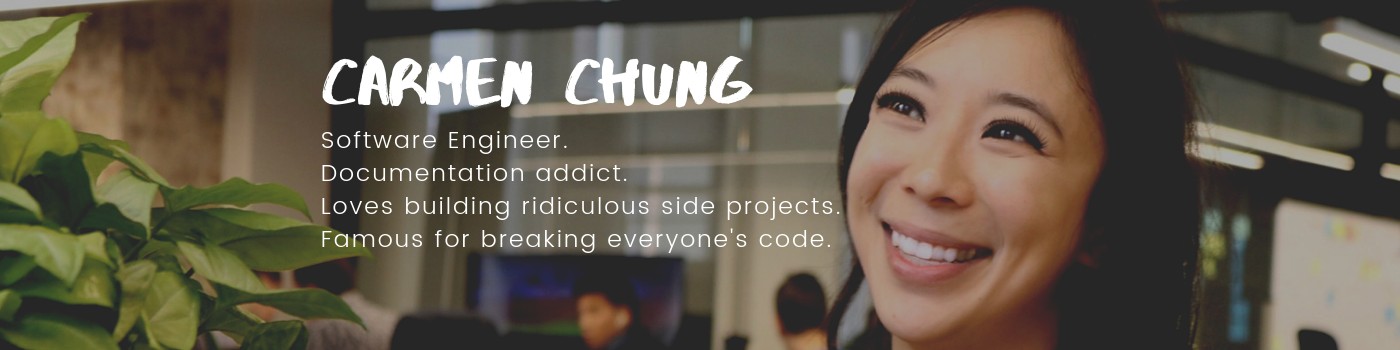 CARMEN CHUNG
Software Engineer.
Documentation addict.
Loves building ridiculous side projects.
Famous for breaking everyone's code.